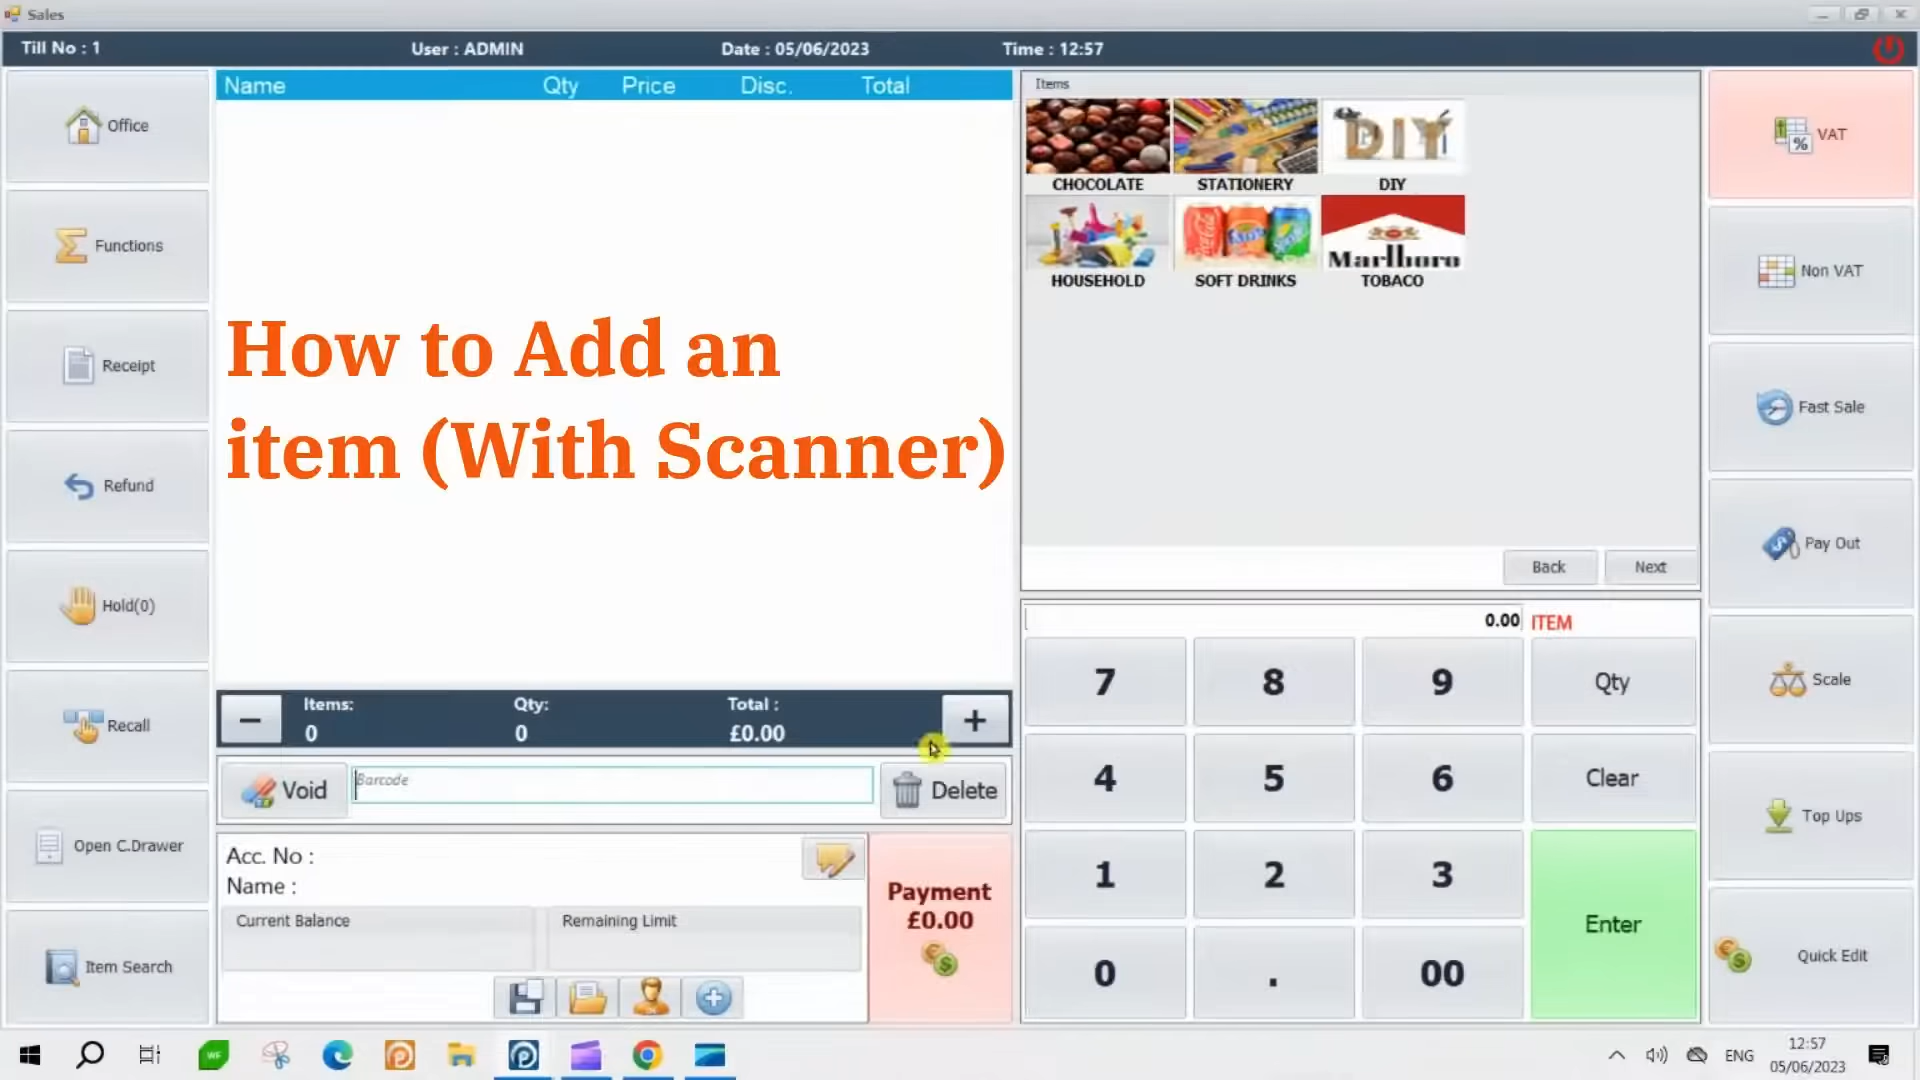 Sales
Till No : 1
User : ADMIN
Date : 05/06/2023
Time : 12:57
Office
Functions
Receipt
Refund
Hold(0)
Recall
Open C.Drawer
Item Search
Name Qty Price Disc. Total
How to Add an
item (With Scanner)
Items:
0
Qty:
0
Total :
£0.00
Void
Barcode
Delete
Acc. No :
Name :
Current Balance
Remaining Limit
Payment
£0.00
Items
DIY
CHOCOLATE
STATIONERY
DIY
Marlboro
HOUSEHOLD
SOFT DRINKS
TOBACO
Back
Next
0.00 ITEM
7 8 9 Qty
4 5 6 Clear
1 2 3
Enter
0 . 00
VAT
Non VAT
Fast Sale
Pay Out
Scale
Top Ups
Quick Edit
WF
ENG
12:57
05/06/2023